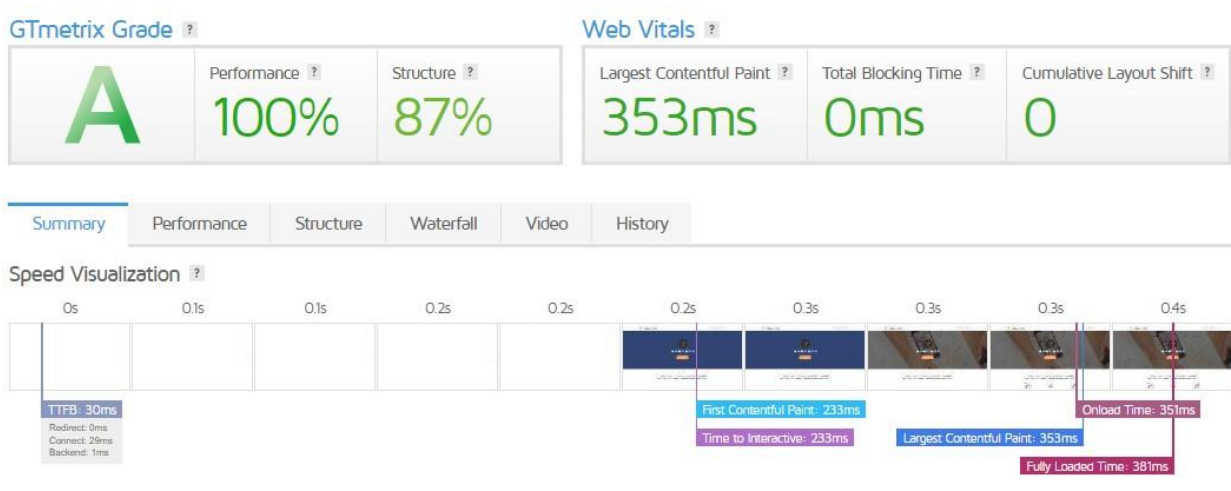 GTmetrix Grade ?
Web Vitals ?
Performance ?
Structure ?
A
100%
87%
Largest Contentful Paint ?
Total Blocking Time ?
Cumulative Layout Shift ?
353ms
0ms
0
Summary
Performance
Structure
Waterfall
Video
History
Speed Visualization ?
0s
0.1s
0.1s
0.2s
0.2s
0.2s
0.3s
0.3s
0.3s
0.4s
TTFB: 30ms
Redirect: 0ms
Connect: 29ms
Backend: 1ms
First Contentful Paint: 233ms
Time to Interactive: 233ms
Onload Time: 351ms
Largest Contentful Paint: 353ms
Fully Loaded Time: 381ms